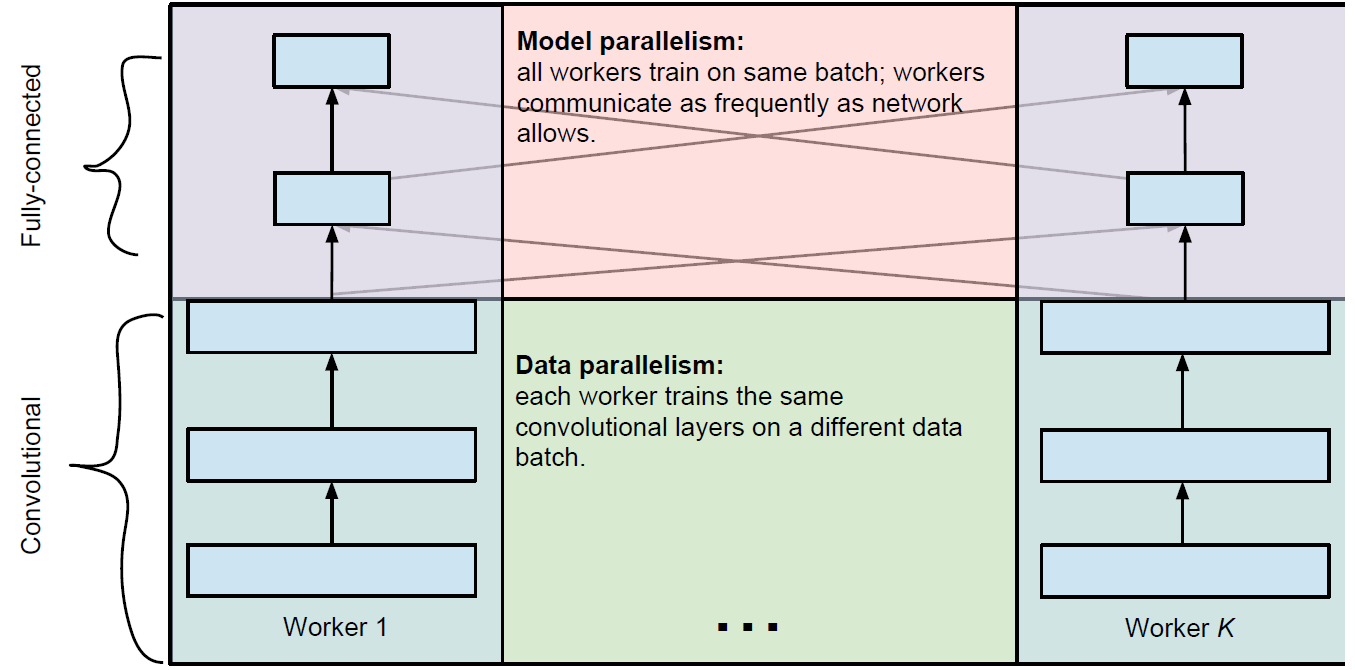 Fully-connected
Model parallelism:
all workers train on same batch; workers
communicate as frequently as network
allows.
Convolutional
Data parallelism:
each worker trains the same
convolutional layers on a different data
batch.
Worker 1
...
Worker K